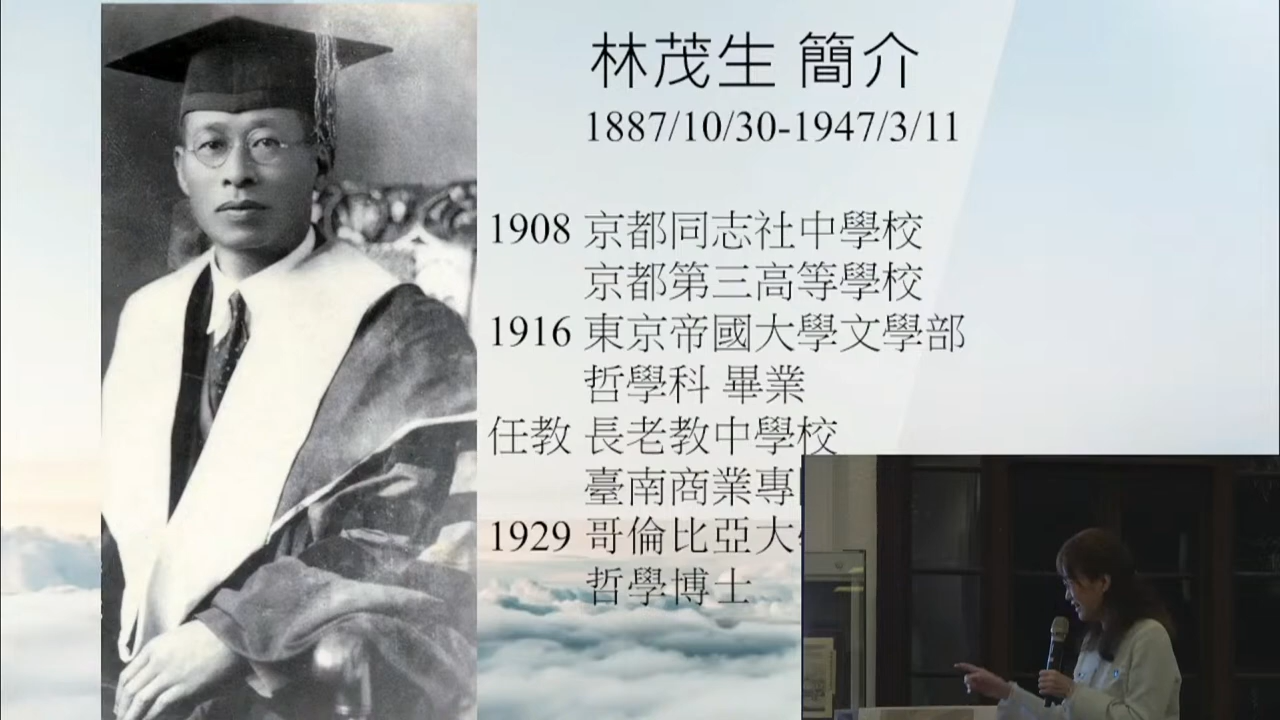 林茂生 簡介
1887/10/30-1947/3/11
1908 京都同志社中學校
京都第三高等學校
1916 東京帝國大學文學部
哲學科 畢業
任教 長老教中學校
臺南商業專
1929 哥倫比亞大
哲學博士